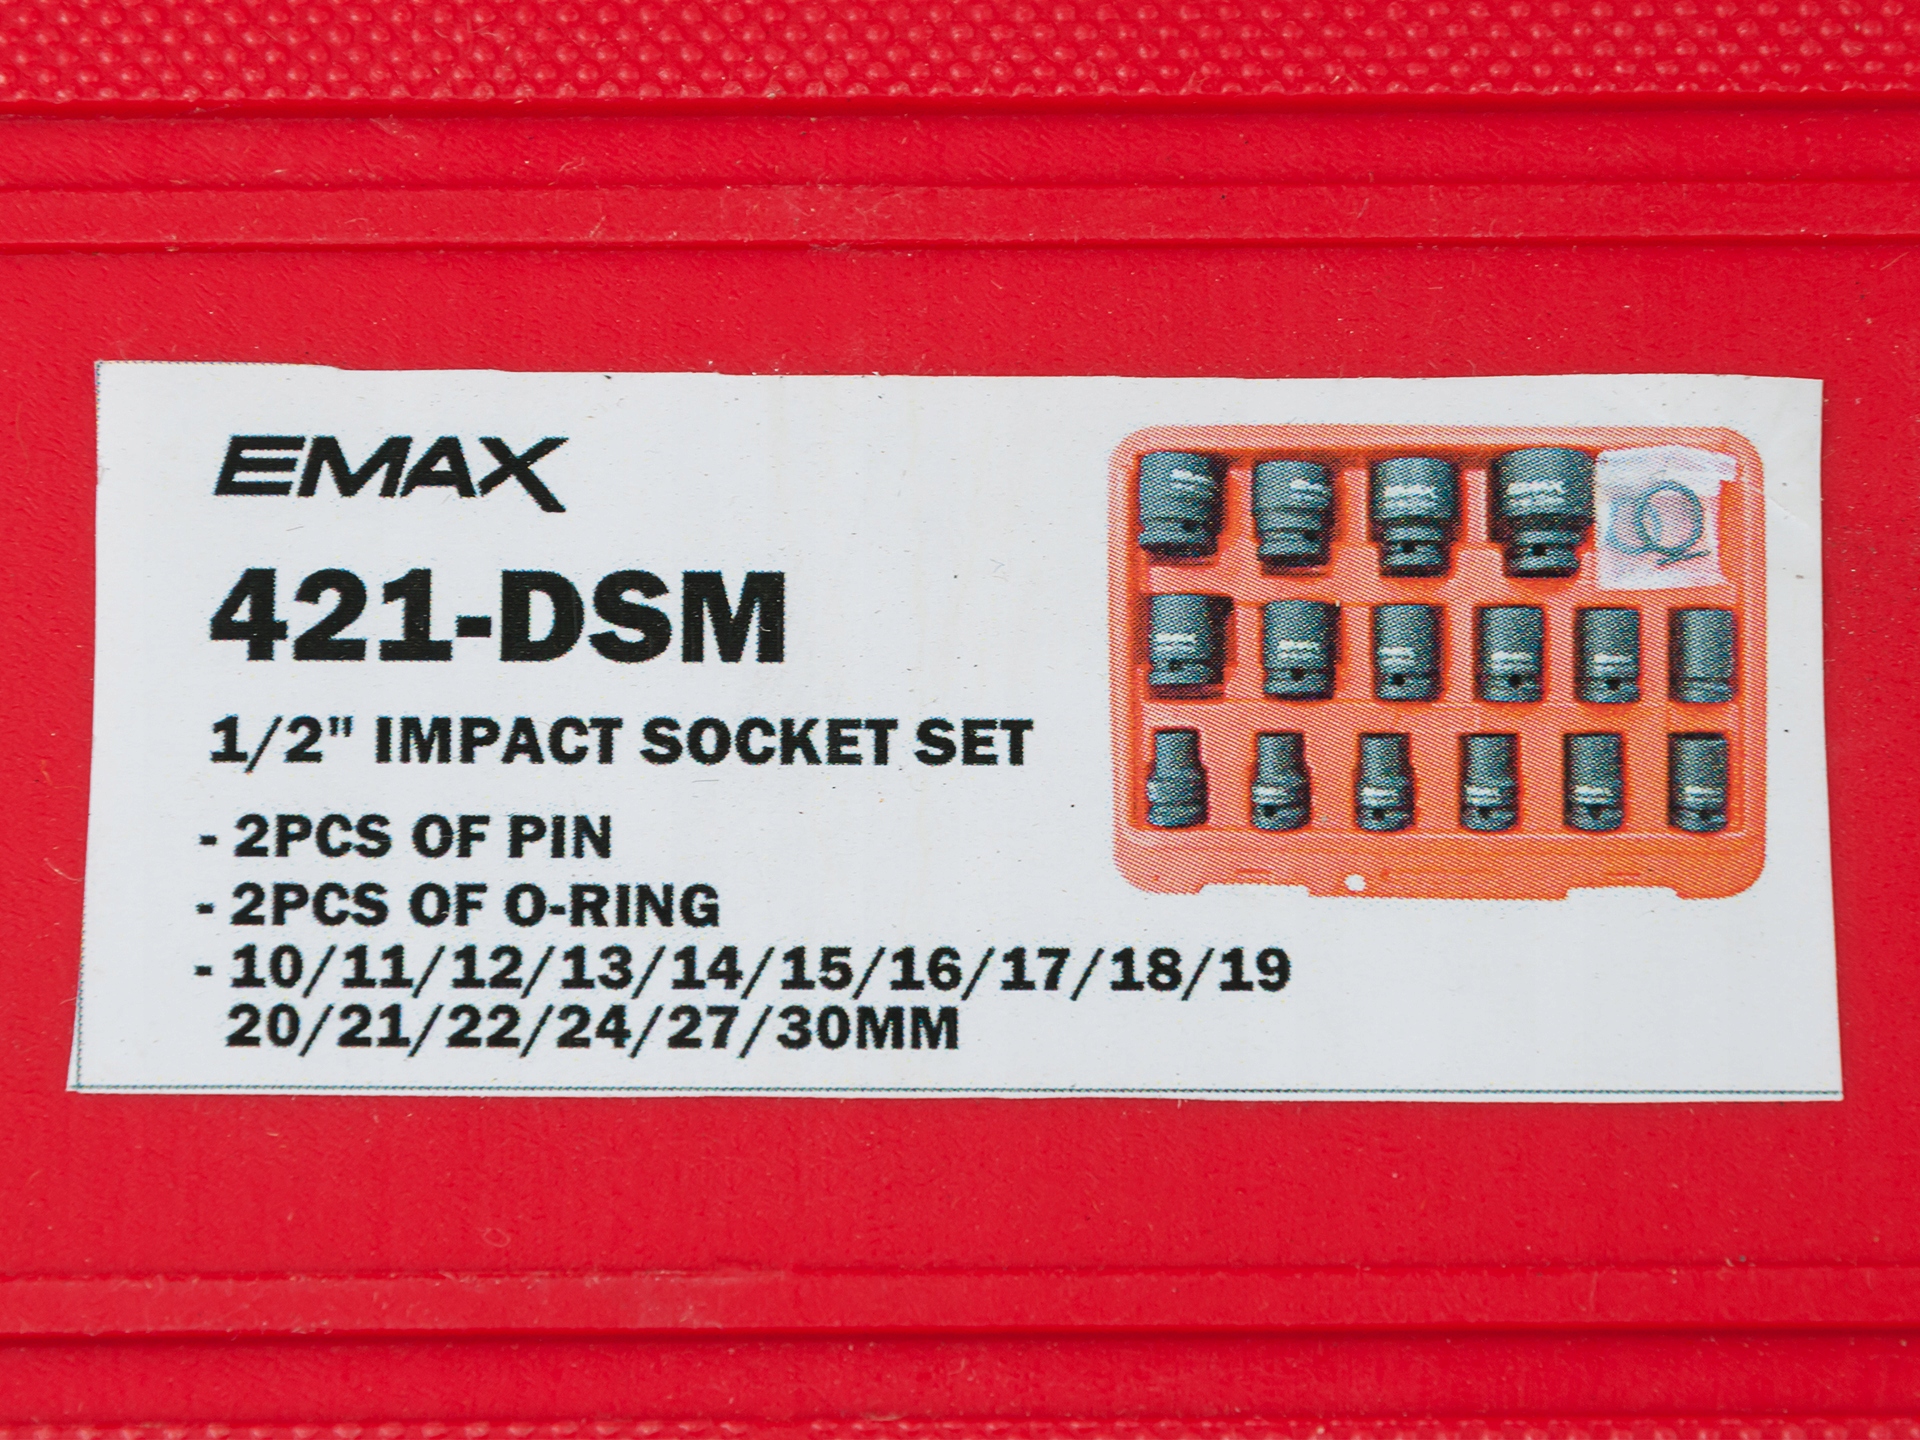 EMAX
421-DSM
1/2" IMPACT SOCKET SET
- 2PCS OF PIN
- 2PCS OF O-RING
- 10/11/12/13/14/15/16/17/18/19
20/21/22/24/27/30MM